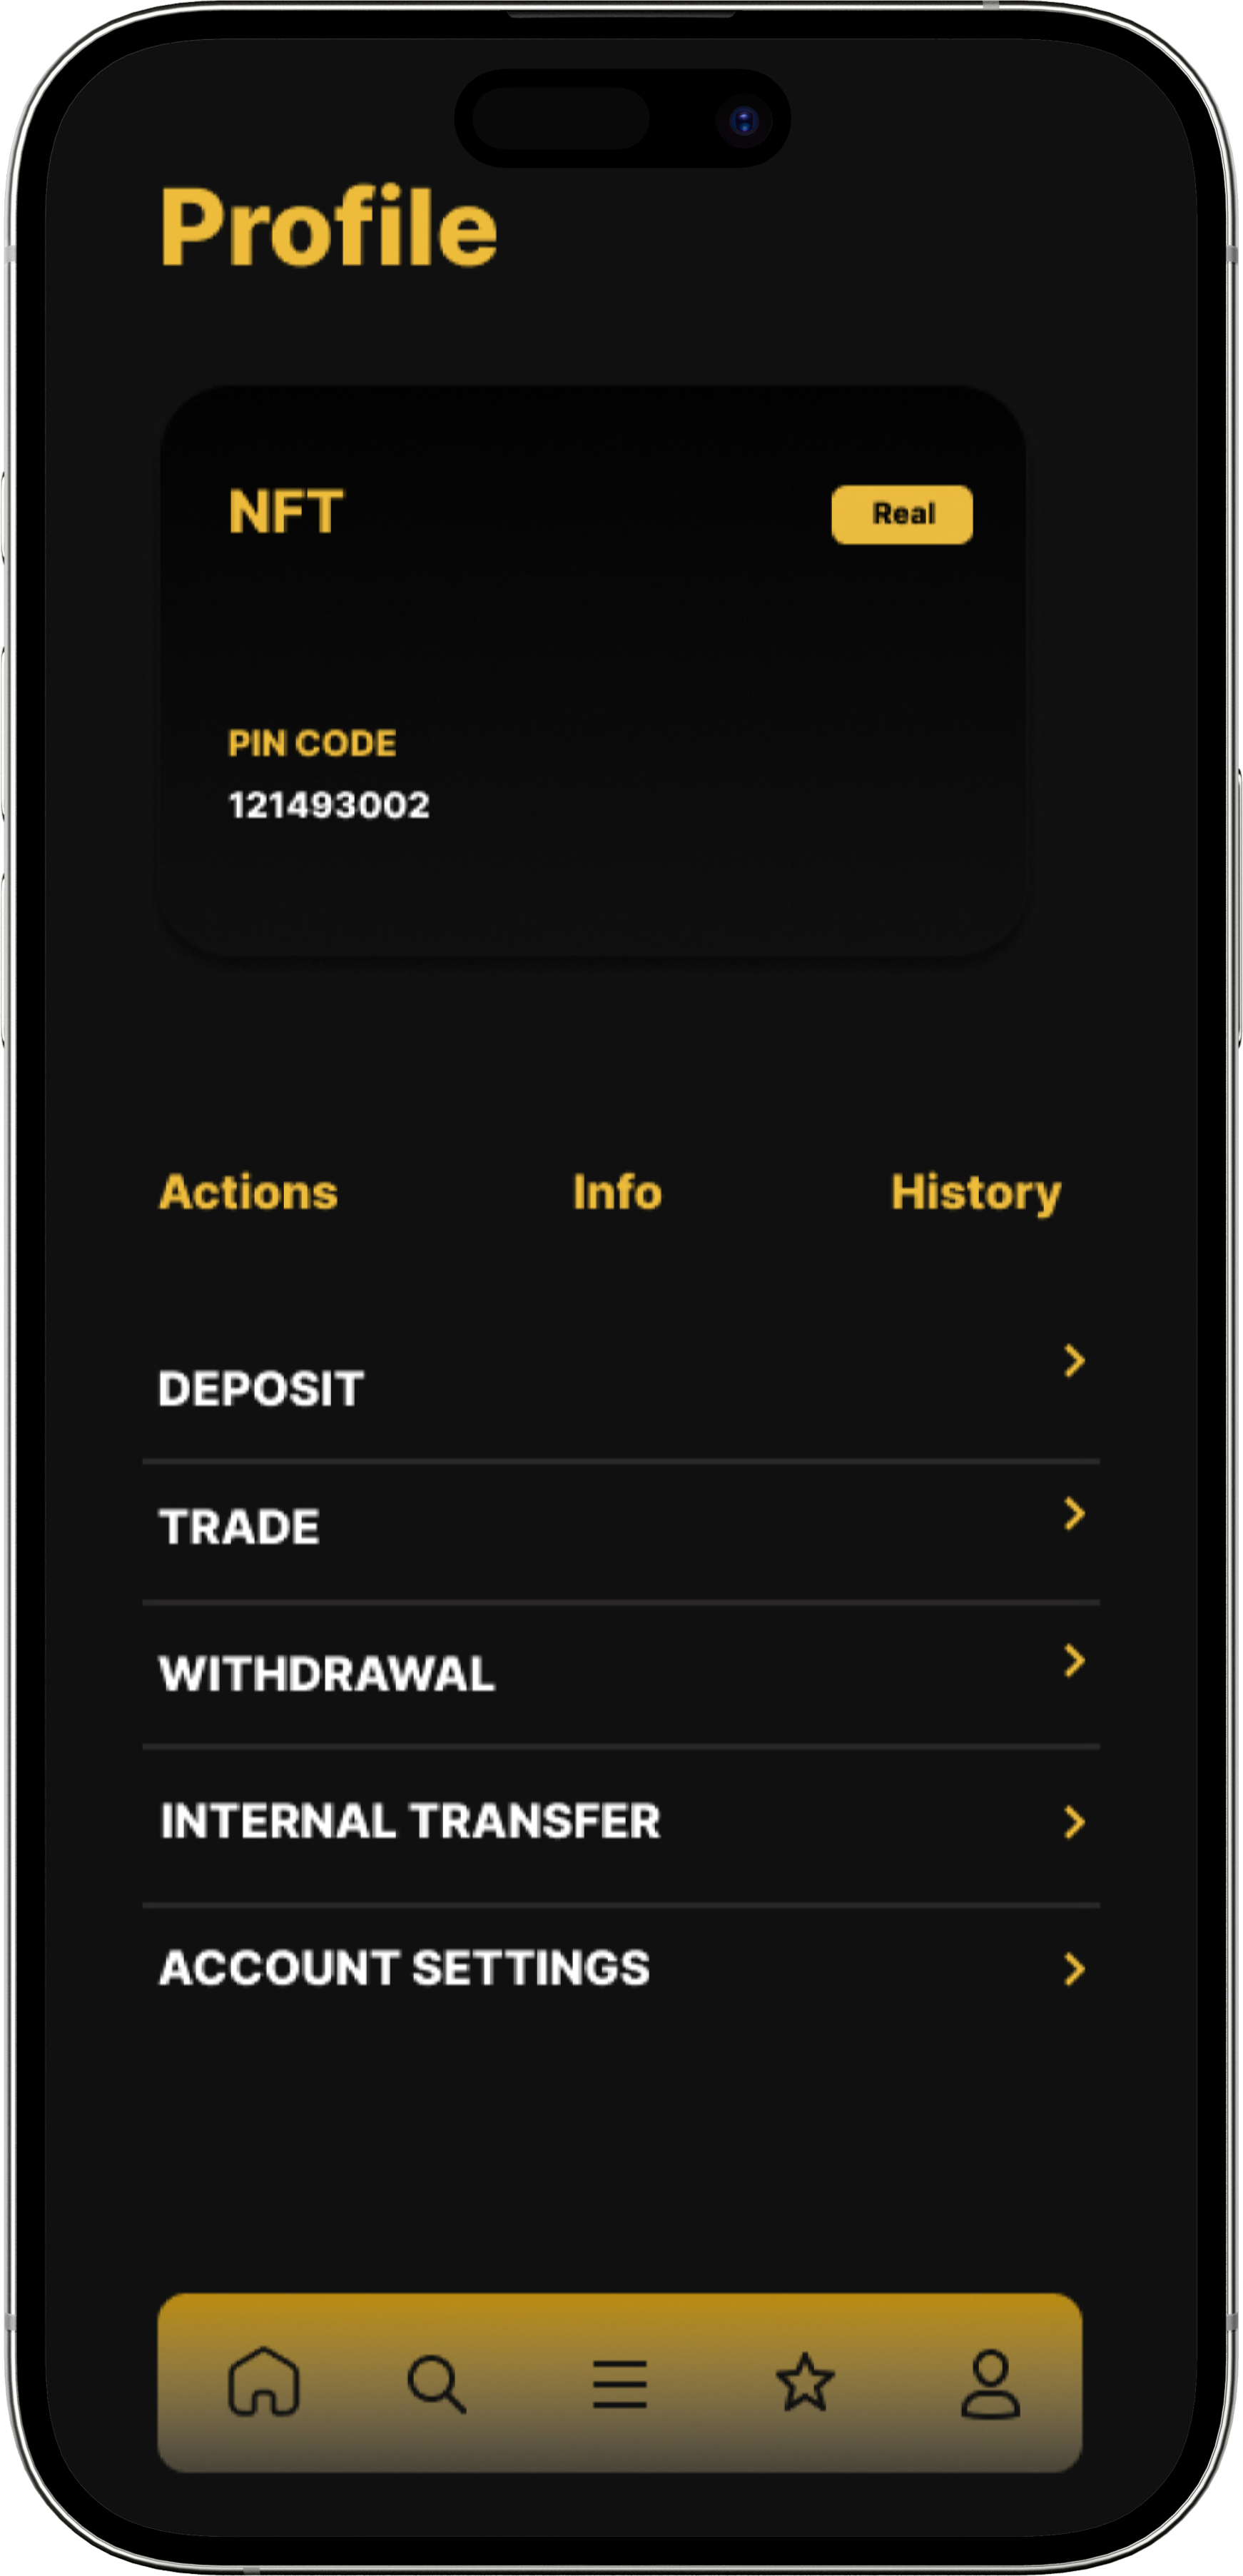 Profile
NFT
Real
PIN CODE
121493002
Actions Info History
DEPOSIT
TRADE
WITHDRAWAL
INTERNAL TRANSFER
ACCOUNT SETTINGS